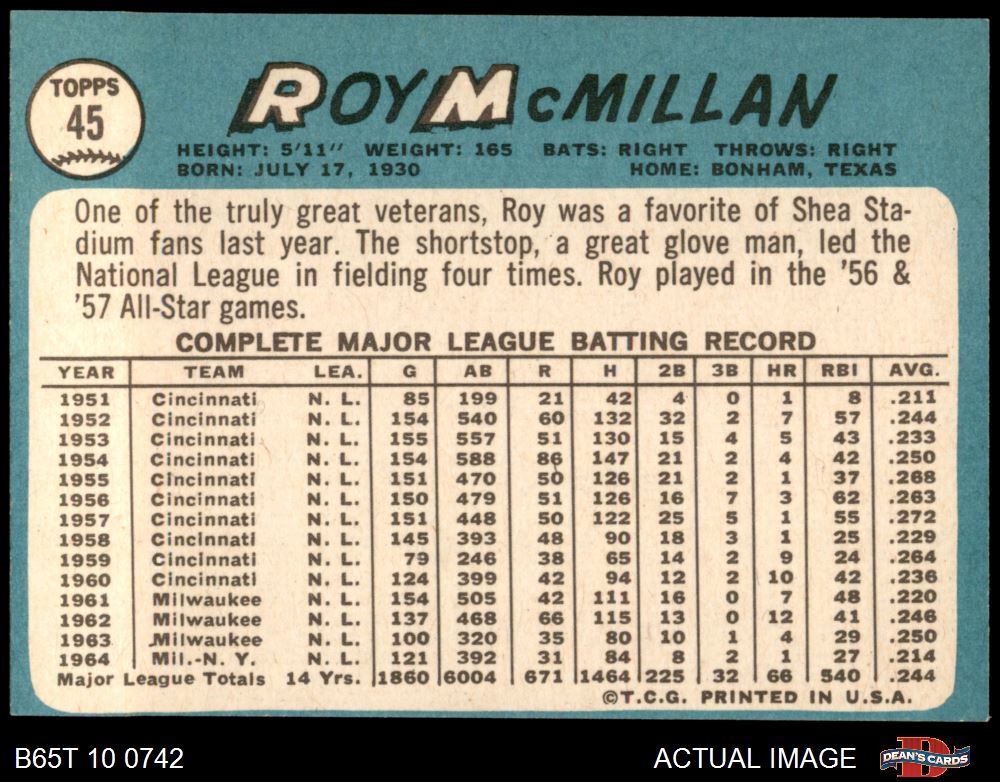 TOPPS
45
ROY McMILLAN
HEIGHT: 5'11" WEIGHT: 165 BATS: RIGHT THROWS: RIGHT
BORN: JULY 17, 1930 HOME: BONHAM, TEXAS
One of the truly great veterans, Roy was a favorite of Shea Sta-
dium fans last year. The shortstop, a great glove man, led the
National League in fielding four times. Roy played in the '56 &
'57 All-Star games.
COMPLETE MAJOR LEAGUE BATTING RECORD
YEAR TEAM LEA. G AB R H 2B 3B HR RBI AVG.
1951 Cincinnati N. L. 85 199 21 42 4 0 1 8 .211
1952 Cincinnati N. L. 154 540 60 132 32 2 7 57 .244
1953 Cincinnati N. L. 155 557 51 130 15 4 5 43 .233
1954 Cincinnati N. L. 154 588 86 147 21 2 4 42 .250
1955 Cincinnati N. L. 151 470 50 126 21 2 1 37 .268
1956 Cincinnati N. L. 150 479 51 126 16 7 3 62 .263
1957 Cincinnati N. L. 151 448 50 122 25 5 1 55 .272
1958 Cincinnati N. L. 145 393 48 90 18 3 1 25 .229
1959 Cincinnati N. L. 79 246 38 65 14 2 9 24 .264
1960 Cincinnati N. L. 124 399 42 94 12 2 10 42 .236
1961 Milwaukee N. L. 154 505 42 111 16 0 7 48 .220
1962 Milwaukee N. L. 137 468 66 115 13 0 12 41 .246
1963 Milwaukee N. L. 100 320 35 80 10 1 4 29 .250
1964 Mil.-N. Y. N. L. 121 392 31 84 8 2 1 27 .214
Major League Totals 14 Yrs. 1860 6004 671 1464 225 32 66 540 .244
©T.C.G. PRINTED IN U.S.A.
B65T 10 0742 ACTUAL IMAGE DEAN'S CARDS